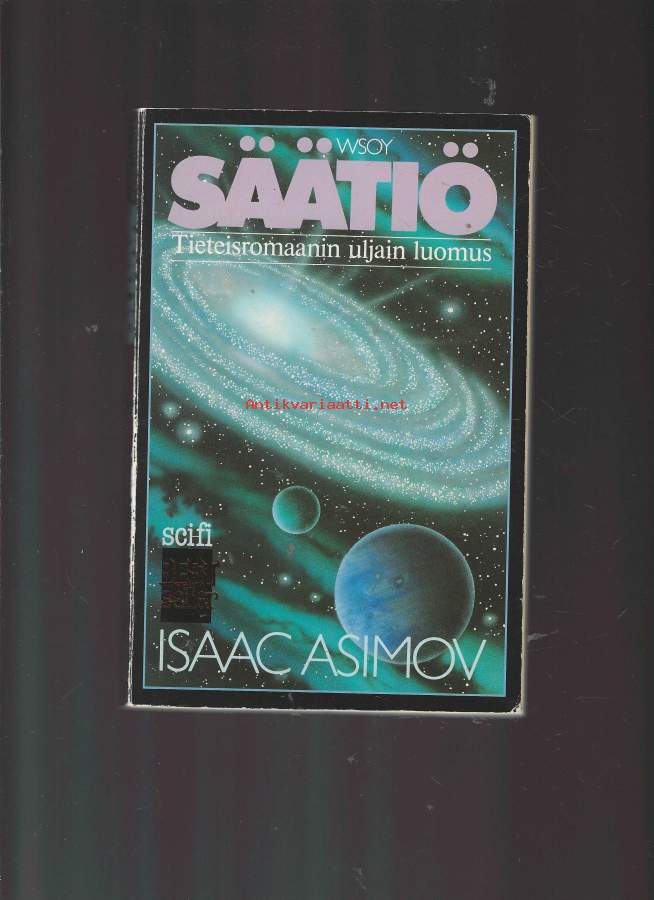 WSOY
SÄÄTIÖ
Tieteisromaanin uljain luomus
Antikvariaatti.net
scifi
ISAAC ASIMOV